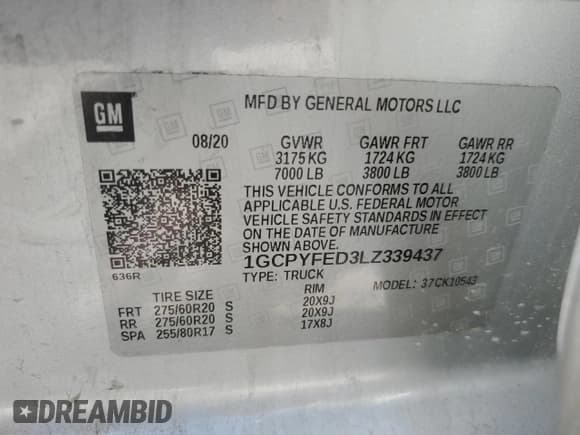 GM
MFD BY GENERAL MOTORS LLC
08/20 GVWR GAWR FRT GAWR RR
3175 KG 1724 KG 1724 KG
7000 LB 3800 LB 3800 LB
THIS VEHICLE CONFORMS TO ALL
APPLICABLE U.S. FEDERAL MOTOR
VEHICLE SAFETY STANDARDS IN EFFECT
ON THE DATE OF MANUFACTURE
SHOWN ABOVE.
636R
1GCPYFED3LZ339437
TYPE: TRUCK MODEL: 37CK10543
TIRE SIZE RIM
FRT 275/60R20 S 20X9J
RR 275/60R20 S 20X9J
SPA 255/80R17 S 17X8J
DREAMBID